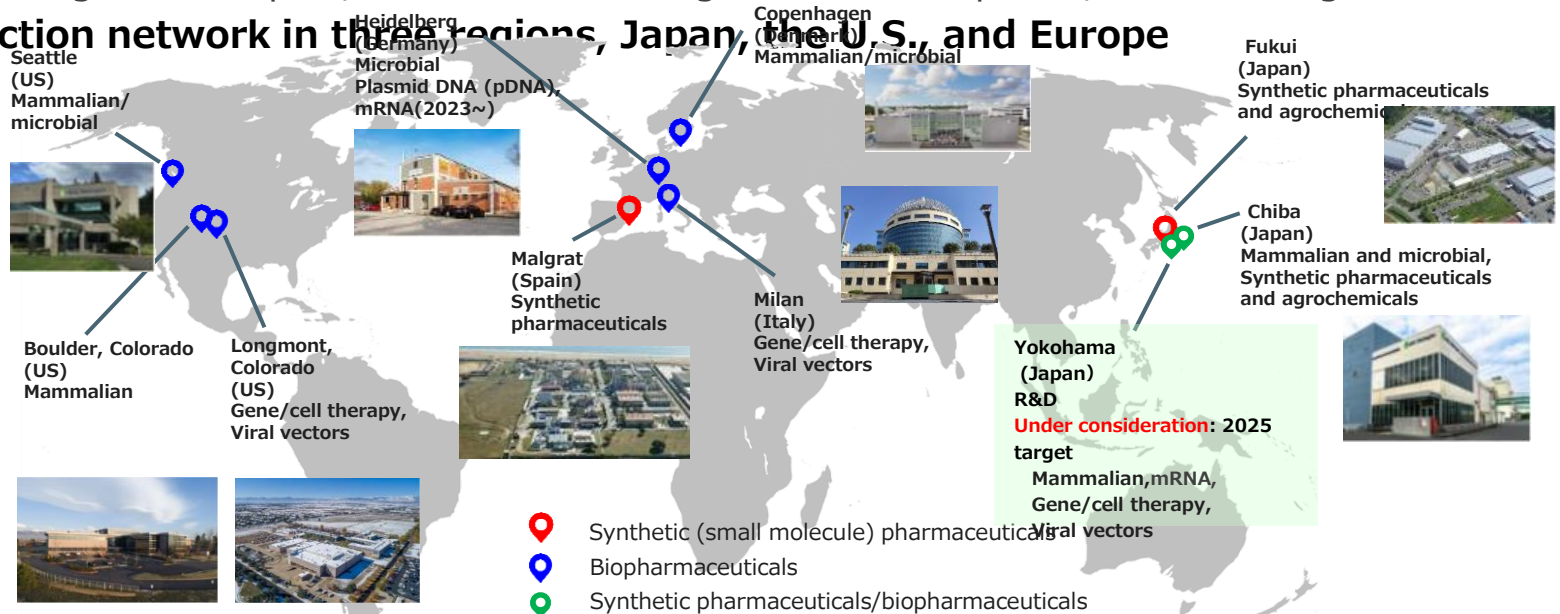 ction network in three regions, Japan, the U.S., and Europe
Seattle
(US)
Mammalian/
microbial
Heidelberg
(Germany)
Microbial
Plasmid DNA (pDNA),
mRNA(2023~)
Copenhagen
(Denmark)
Mammalian/microbial
Fukui
(Japan)
Synthetic pharmaceuticals
and agrochemic
Chiba
(Japan)
Mammalian and microbial,
Synthetic pharmaceuticals
and agrochemicals
Malgrat
(Spain)
Synthetic
pharmaceuticals
Milan
(Italy)
Gene/cell therapy,
Viral vectors
Boulder, Colorado
(US)
Mammalian
Longmont,
Colorado
(US)
Gene/cell therapy,
Viral vectors
Yokohama
(Japan)
R&D
Under consideration: 2025
target
Mammalian,mRNA,
Gene/cell therapy,
Viral vectors
Synthetic (small molecule) pharmaceuticals
Biopharmaceuticals
Synthetic pharmaceuticals/biopharmaceuticals